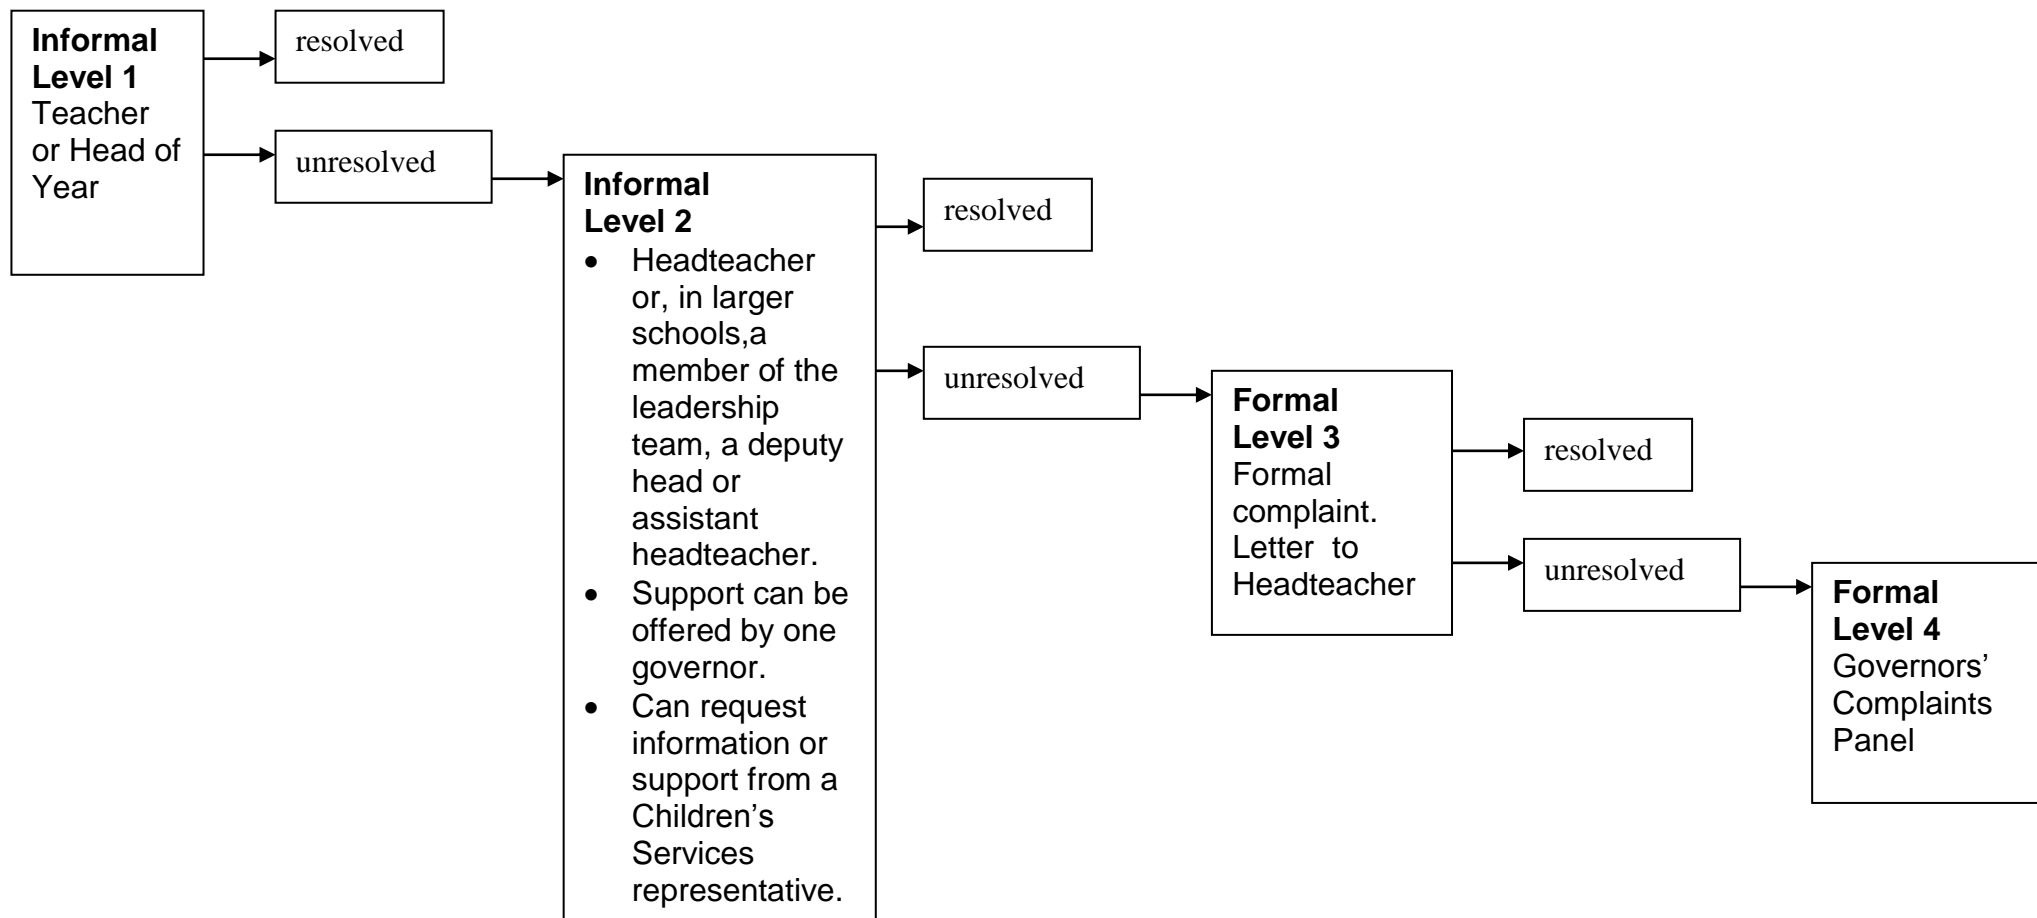 Informal
Level 1
Teacher
or Head of
Year
resolved
unresolved
Informal
Level 2
• Headteacher
or, in larger
schools,a
member of the
leadership
team, a deputy
head or
assistant
headteacher.
• Support can be
offered by one
governor.
• Can request
information or
support from a
Children’s
Services
representative.
resolved
unresolved
Formal
Level 3
Formal
complaint.
Letter to
Headteacher
resolved
unresolved
Formal
Level 4
Governors’
Complaints
Panel